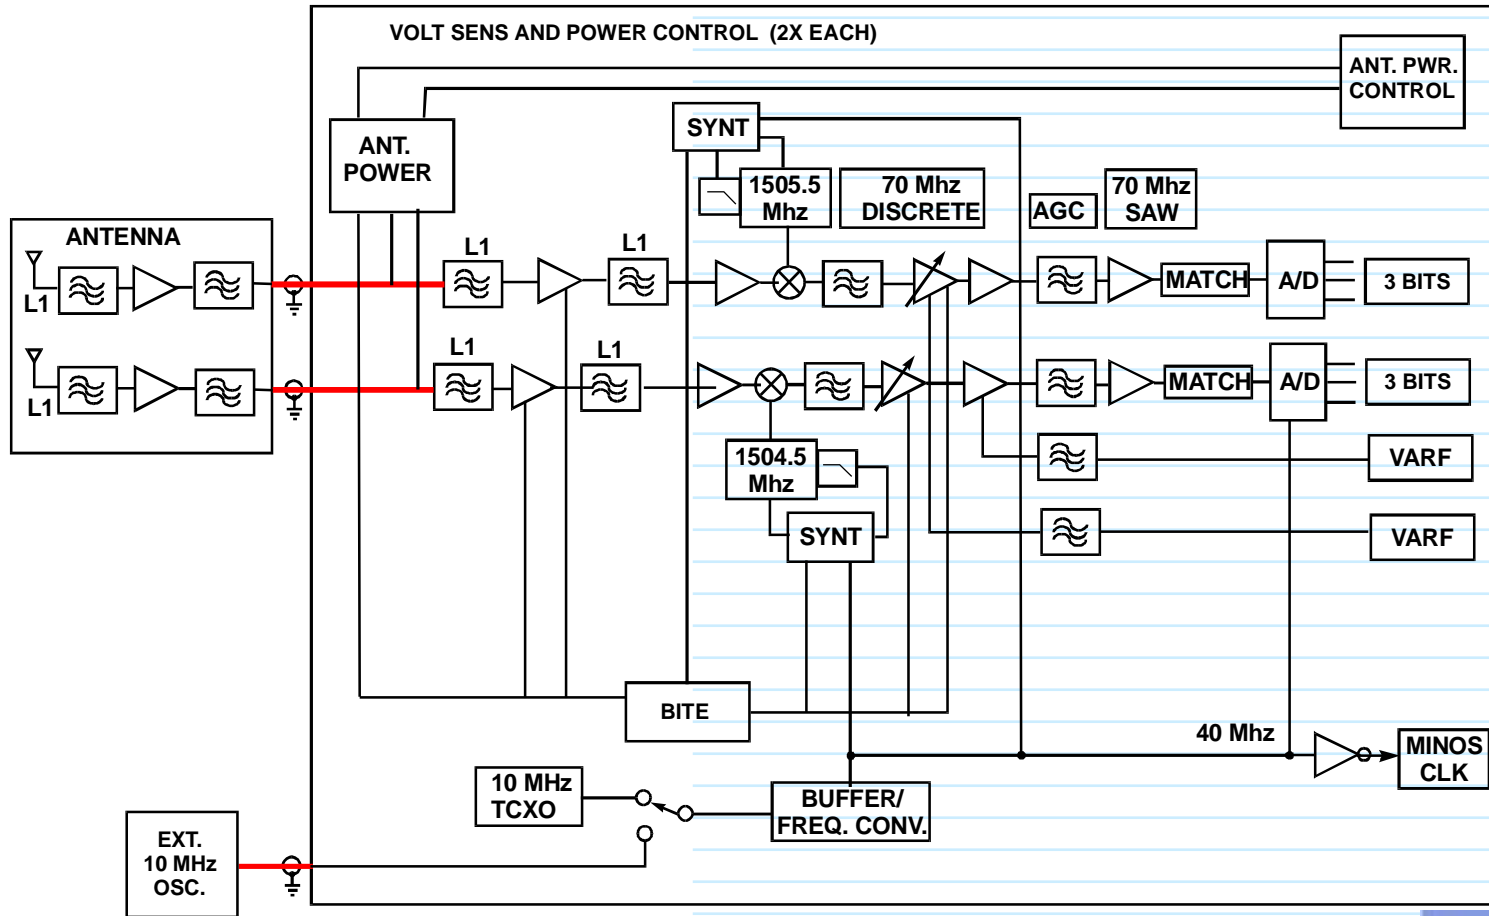 VOLT SENS AND POWER CONTROL (2X EACH)
ANT. PWR.
CONTROL
ANT.
POWER
SYNT
1505.5
Mhz
70 Mhz
DISCRETE
AGC
70 Mhz
SAW
ANTENNA
L1
L1
L1
MATCH
A/D
3 BITS
L1
L1
L1
MATCH
A/D
3 BITS
1504.5
Mhz
VARF
SYNT
VARF
BITE
40 Mhz
MINOS
CLK
10 MHz
TCXO
BUFFER/
FREQ. CONV.
EXT.
10 MHz
OSC.